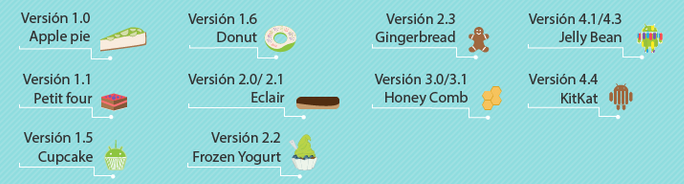 Versión 1.0
Apple pie
Versión 1.1
Petit four
Versión 1.5
Cupcake
Versión 1.6
Donut
Versión 2.0/ 2.1
Eclair
Versión 2.2
Frozen Yogurt
Versión 2.3
Gingerbread
Versión 3.0/3.1
Honey Comb
Versión 4.1/4.3
Jelly Bean
Versión 4.4
KitKat